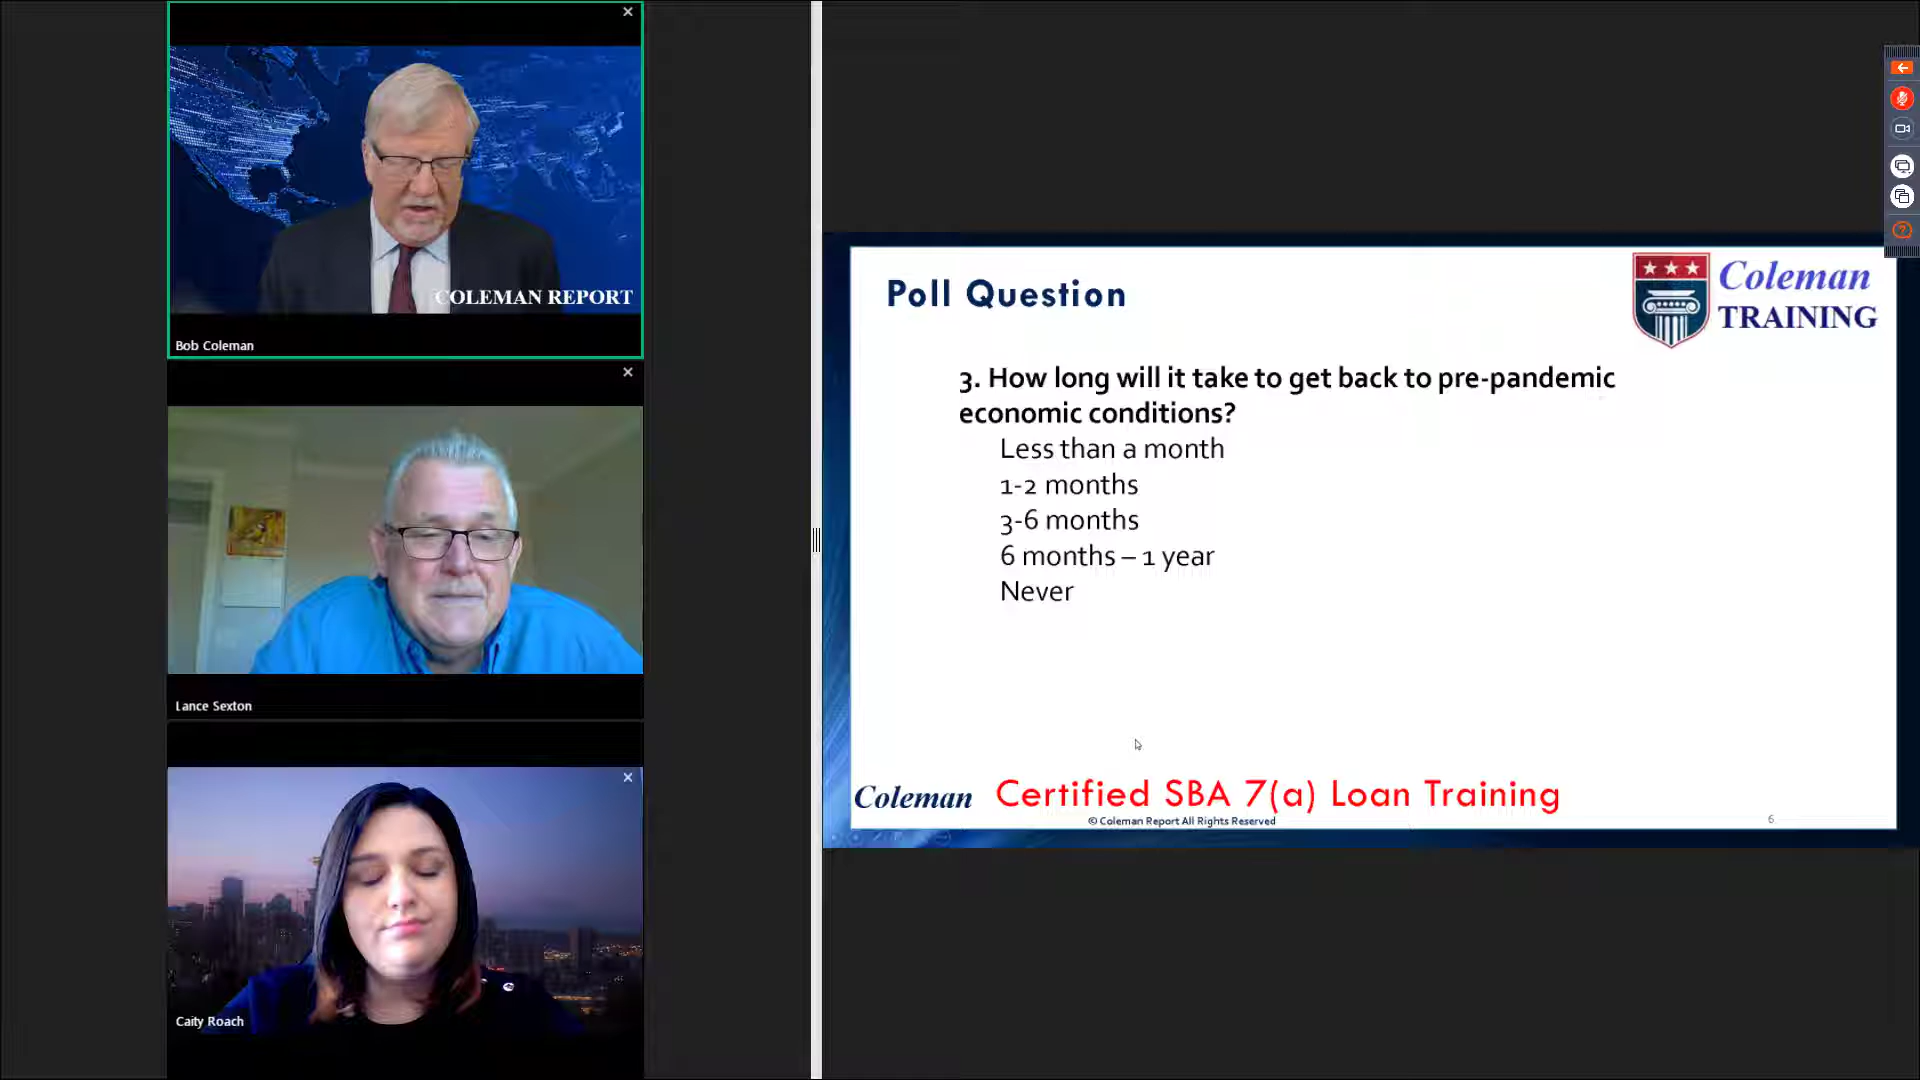 COLEMAN REPORT
Bob Coleman
Lance Sexton
Caity Roach
Poll Question
Coleman
TRAINING
3. How long will it take to get back to pre-pandemic
economic conditions?
Less than a month
1-2 months
3-6 months
6 months – 1 year
Never
Coleman Certified SBA 7(a) Loan Training
© Coleman Report All Rights Reserved
6